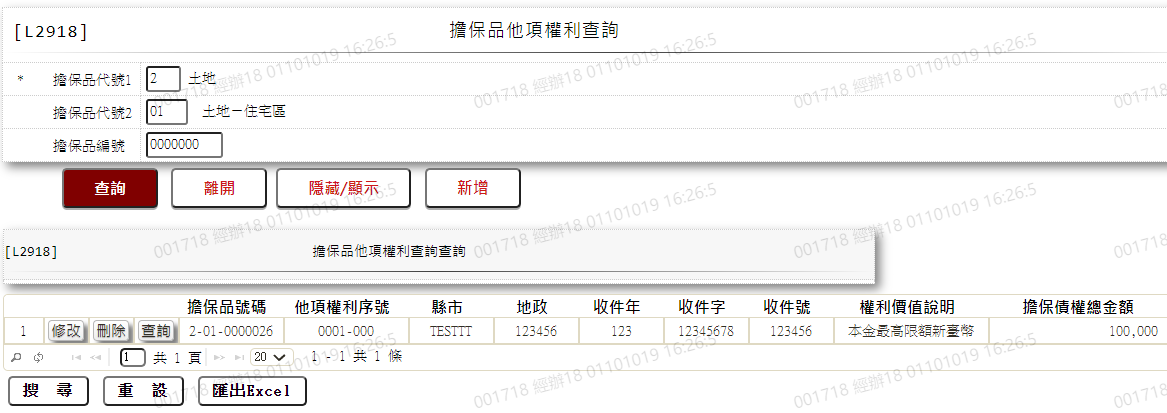 [L2918] 擔保品他項權利查詢
* 擔保品代號1 2 土地
擔保品代號2 01 土地－住宅區
擔保品編號 0000000
查詢 離開 隱藏/顯示 新增
[L2918] 擔保品他項權利查詢查詢
擔保品號碼 他項權利序號 縣市 地政 收件年 收件字 收件號 權利價值說明 擔保債權總金額
1 修改 刪除 查詢 2-01-0000026 0001-000 TESTTT 123456 123 12345678 123456 本金最高限額新臺幣 100,000
1 共 1 頁 20 1 - 1 共 1 條
搜 尋 重 設 匯出Excel
001718 經辦18 01101019 16:26:5